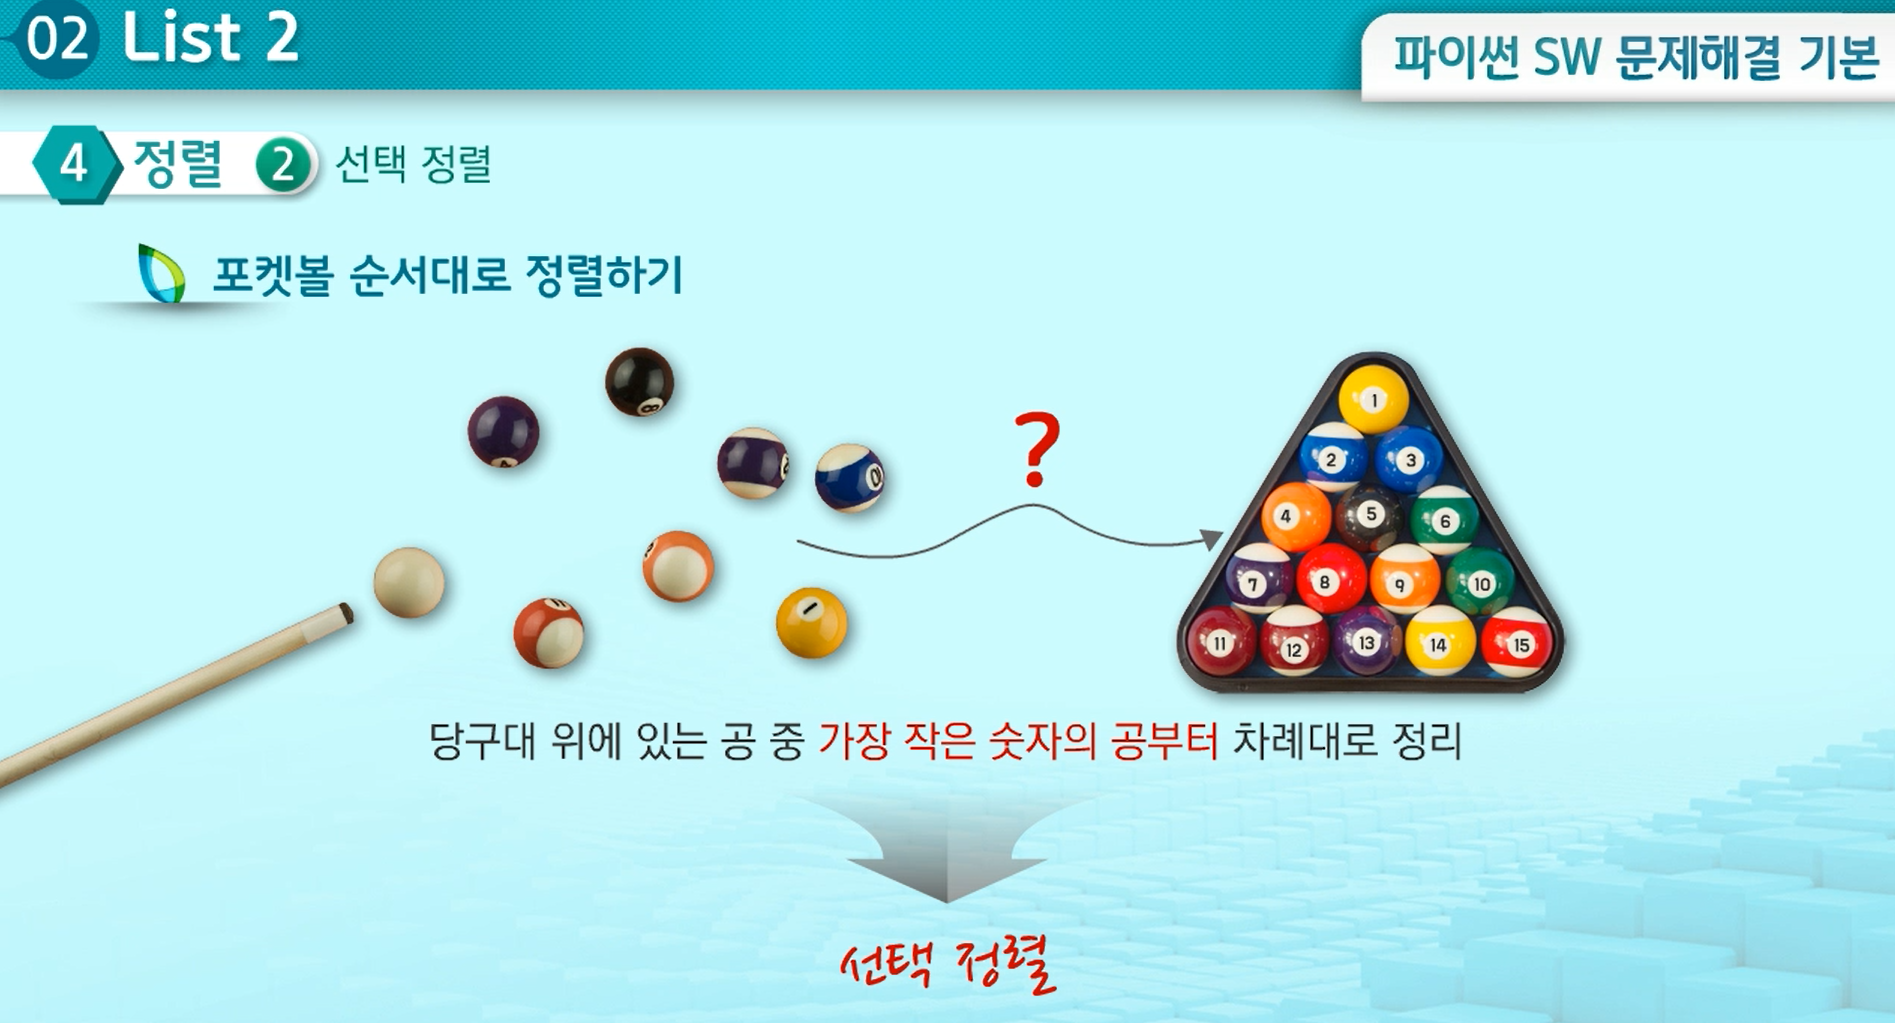 02 List 2
파이썬 SW 문제해결 기본
4 정렬 2 선택 정렬
포켓볼 순서대로 정렬하기
8
10
11
1
?
1
2 3
4 5 6
7 8 9 10
11 12 13 14 15
당구대 위에 있는 공 중 가장 작은 숫자의 공부터 차례대로 정리
선택 정렬